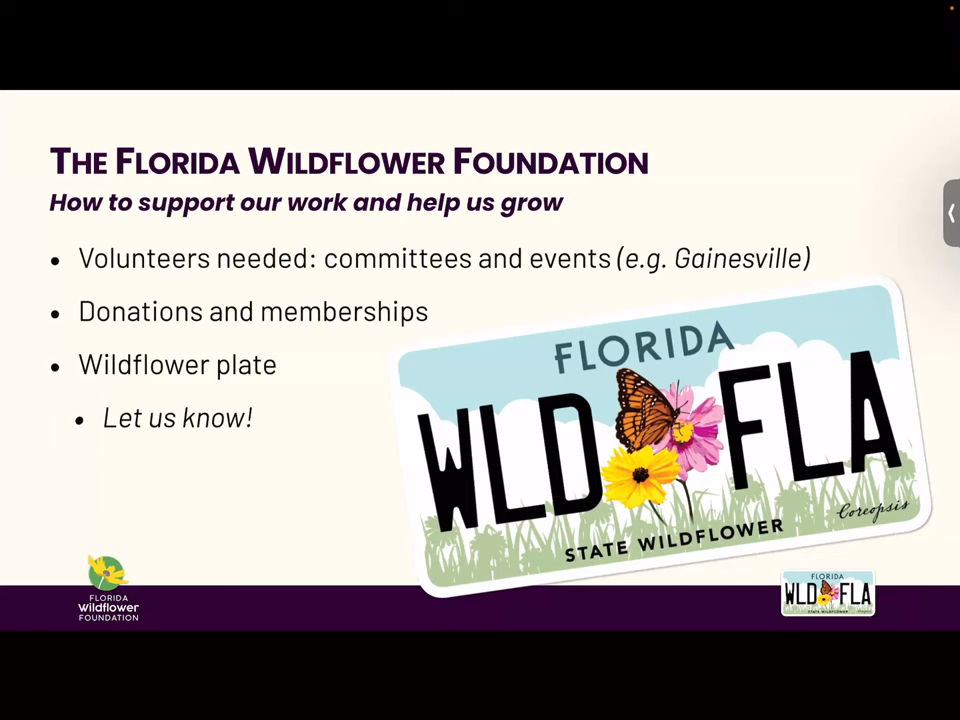 THE FLORIDA WILDFLOWER FOUNDATION
How to support our work and help us grow
• Volunteers needed: committees and events (e.g. Gainesville)
• Donations and memberships
• Wildflower plate
• Let us know!
FLORIDA
WLD FLA
Coreopsis
STATE WILDFLOWER
FLORIDA
wildflower
FOUNDATION
FLORIDA
WLD FLA
STATE WILDFLOWER